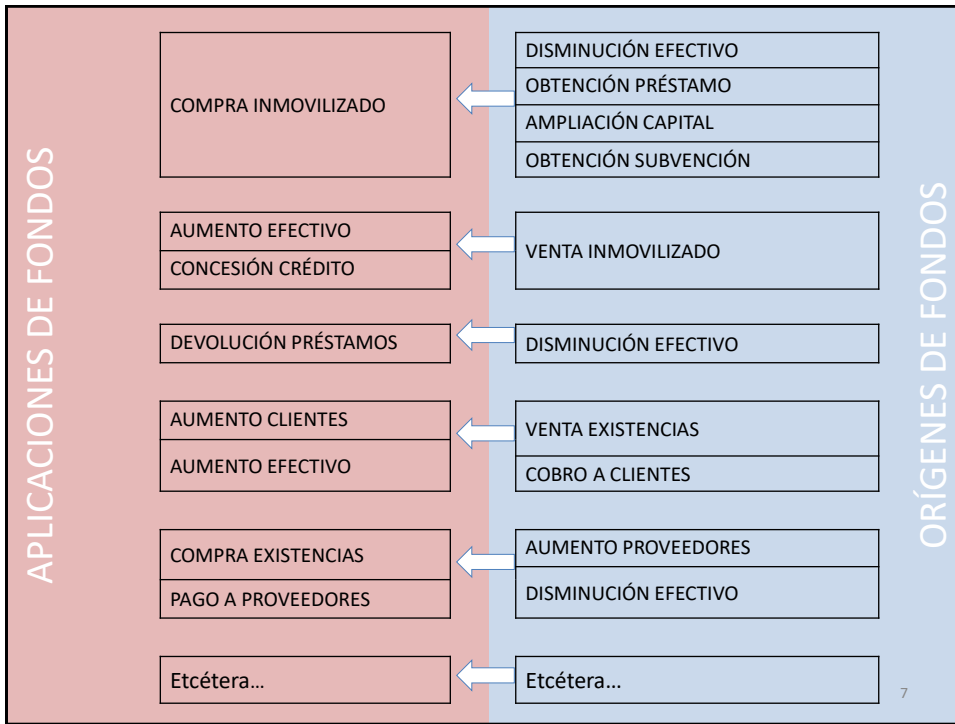 APLICACIONES DE FONDOS
COMPRA INMOVILIZADO
DISMINUCIÓN EFECTIVO
OBTENCIÓN PRÉSTAMO
AMPLIACIÓN CAPITAL
OBTENCIÓN SUBVENCIÓN
AUMENTO EFECTIVO
CONCESIÓN CRÉDITO
VENTA INMOVILIZADO
DEVOLUCIÓN PRÉSTAMOS
DISMINUCIÓN EFECTIVO
AUMENTO CLIENTES
AUMENTO EFECTIVO
VENTA EXISTENCIAS
COBRO A CLIENTES
COMPRA EXISTENCIAS
PAGO A PROVEEDORES
AUMENTO PROVEEDORES
DISMINUCIÓN EFECTIVO
Etcétera...
Etcétera...
ORÍGENES DE FONDOS
7